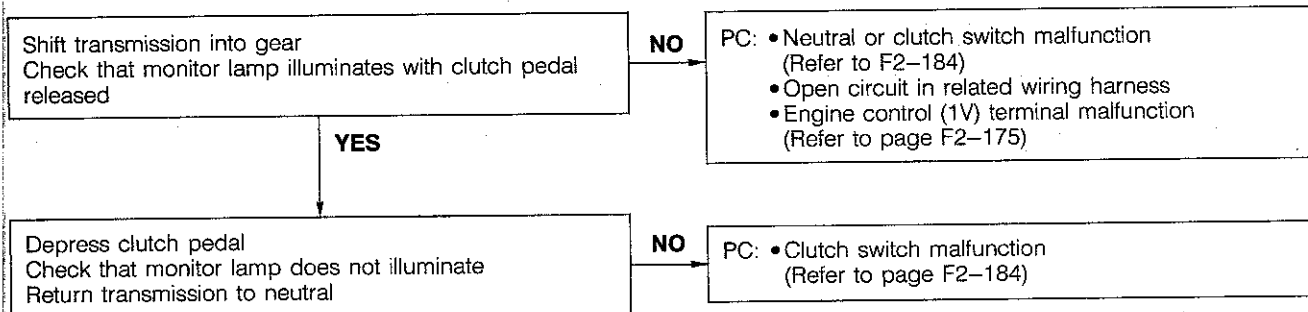 Shift transmission into gear
Check that monitor lamp illuminates with clutch pedal
released
NO
PC: •Neutral or clutch switch malfunction
(Refer to F2–184)
•Open circuit in related wiring harness
•Engine control (1V) terminal malfunction
(Refer to page F2–175)
YES
Depress clutch pedal
Check that monitor lamp does not illuminate
Return transmission to neutral
NO
PC: •Clutch switch malfunction
(Refer to page F2–184)